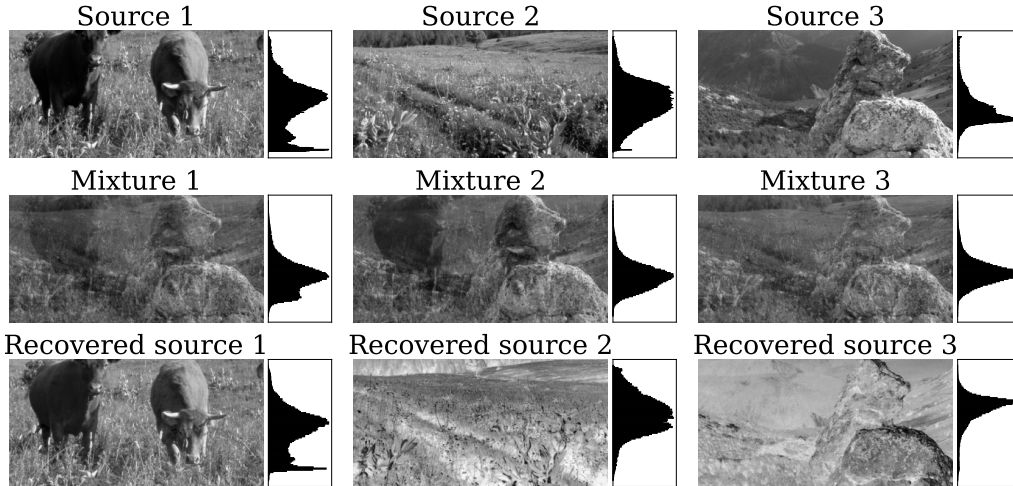 Source 1
Source 2
Source 3
Mixture 1
Mixture 2
Mixture 3
Recovered source 1
Recovered source 2
Recovered source 3